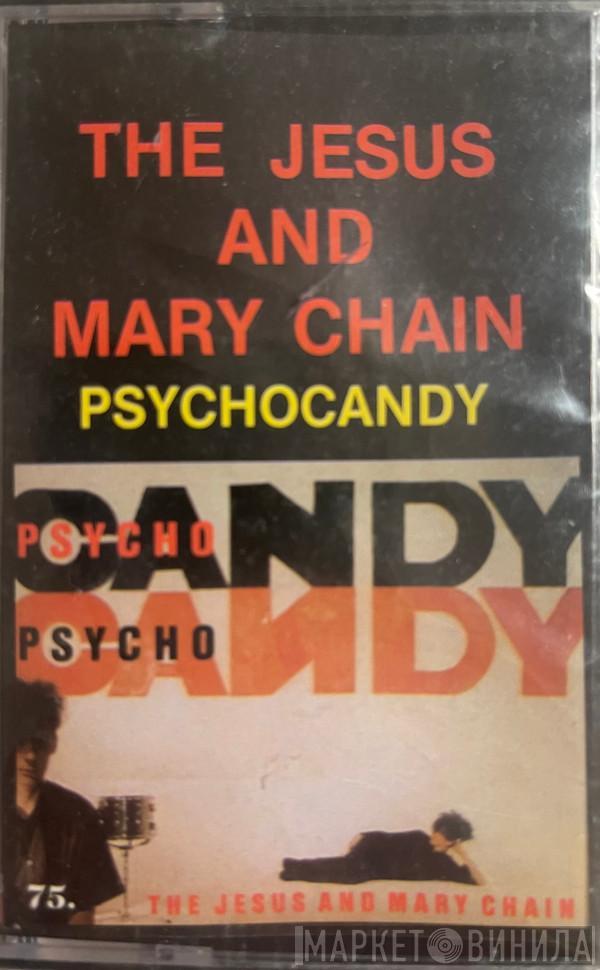 THE JESUS
AND
MARY CHAIN
PSYCHOCANDY
CANDY
PSYCHO
CANDY
PSYCHO
75.
THE JESUS AND MARY CHAIN
МАРКЕТ ВИНИЛА